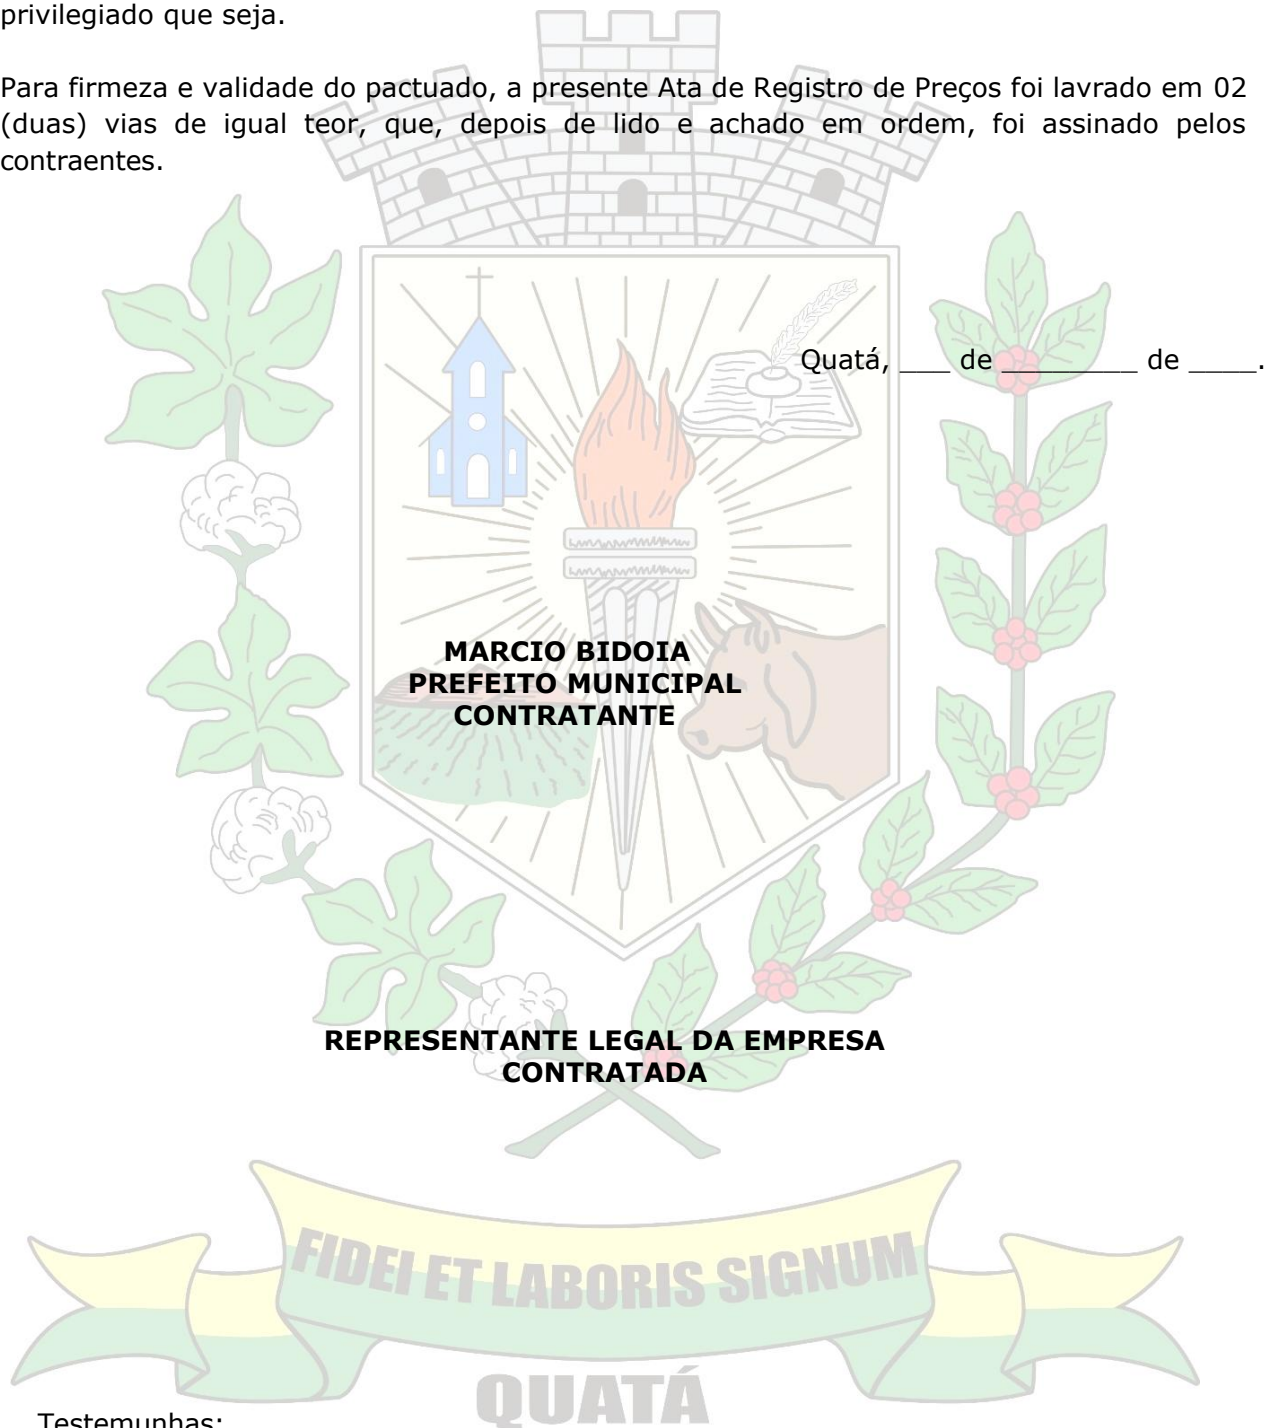 privilegiado que seja.
Para firmeza e validade do pactuado, a presente Ata de Registro de Preços foi lavrado em 02
(duas) vias de igual teor, que, depois de lido e achado em ordem, foi assinado pelos
contraentes.
Quatá, ___ de ________ de ____.
MARCIO BIDOIA
PREFEITO MUNICIPAL
CONTRATANTE
REPRESENTANTE LEGAL DA EMPRESA
CONTRATADA
FIDEI ET LABORIS SIGNUM
QUATÁ
Testemunhas: